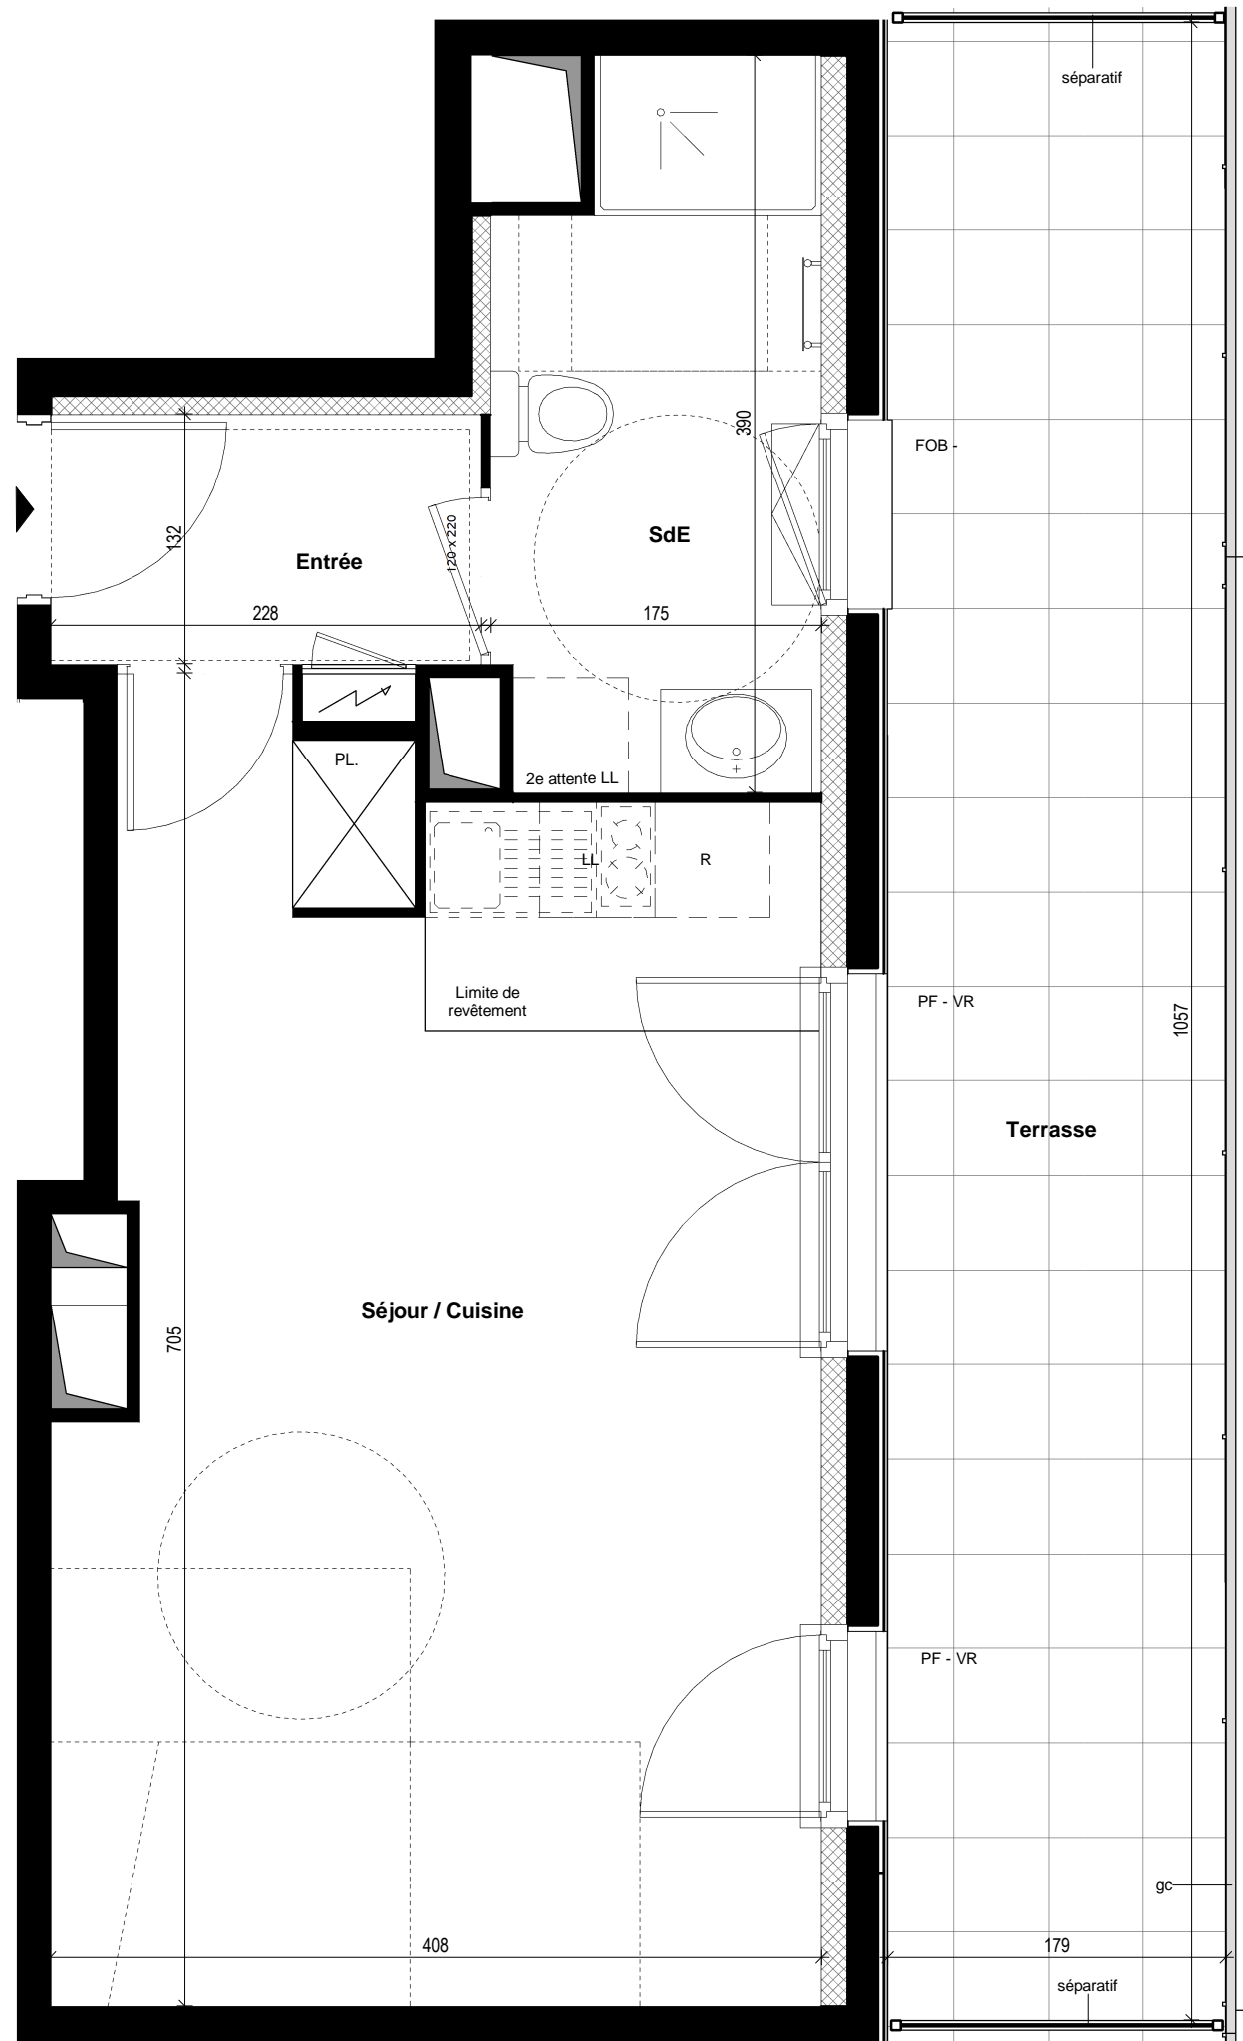 séparatif
390
FOB -
132
120 x 220
SdE
Entrée
228
175
PL.
2e attente LL
LL
R
Limite de
revêtement
PF - VR
1057
Terrasse
Séjour / Cuisine
705
PF - VR
gc
408
179
séparatif